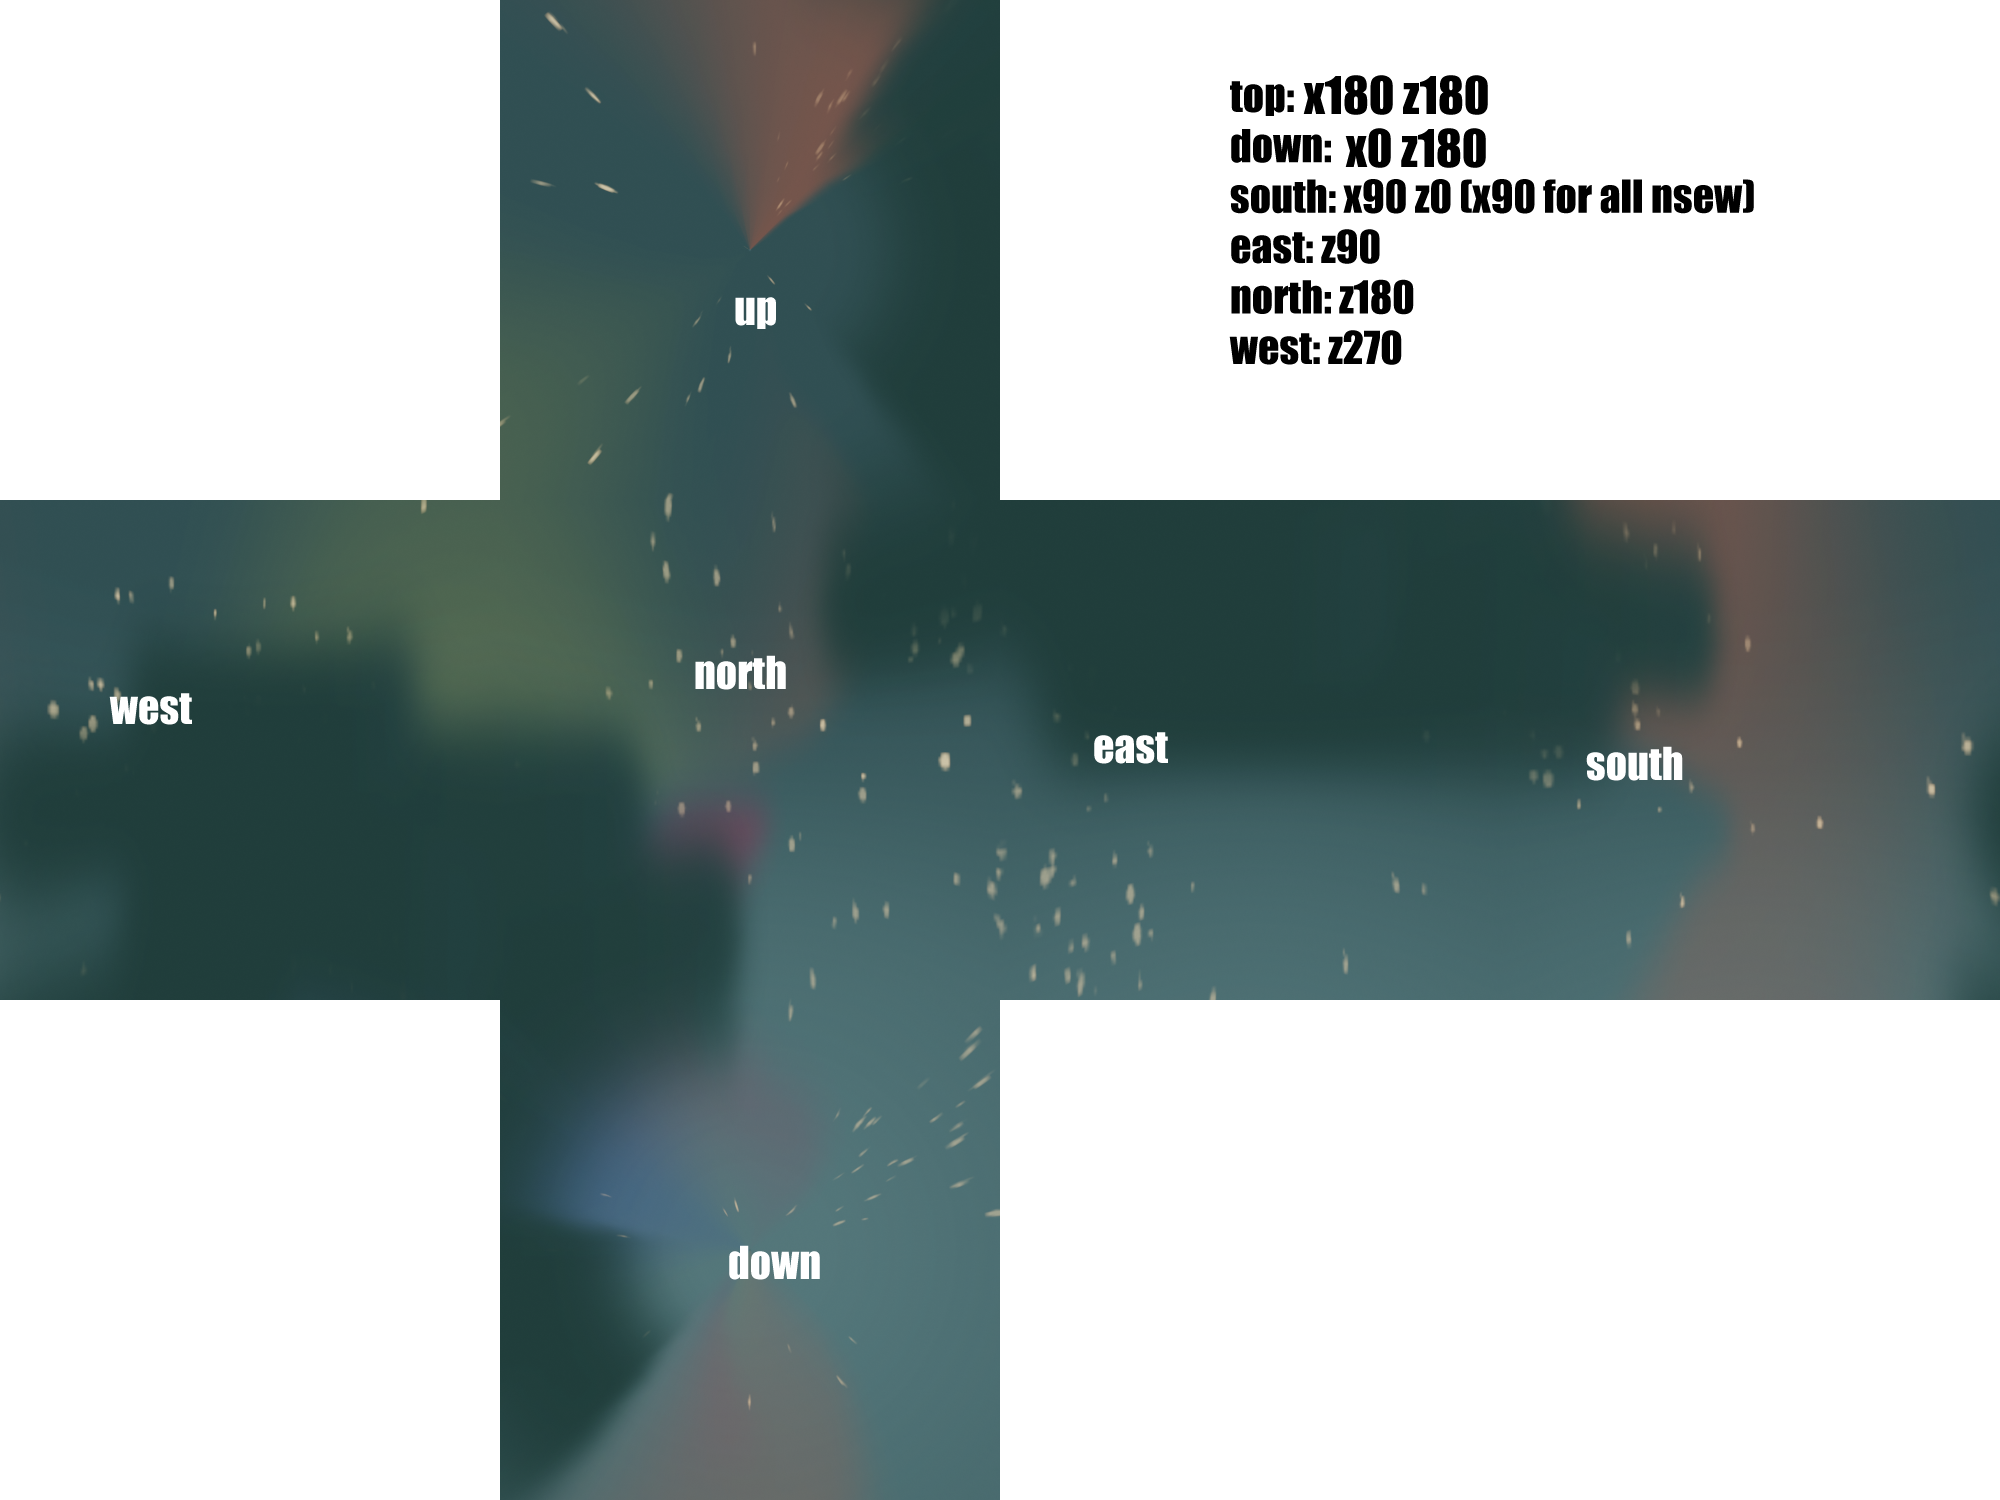 top: x180 z180
down: x0 z180
south: x90 z0 (x90 for all nsew)
east: z90
north: z180
west: z270
up
north
west
east
south
down